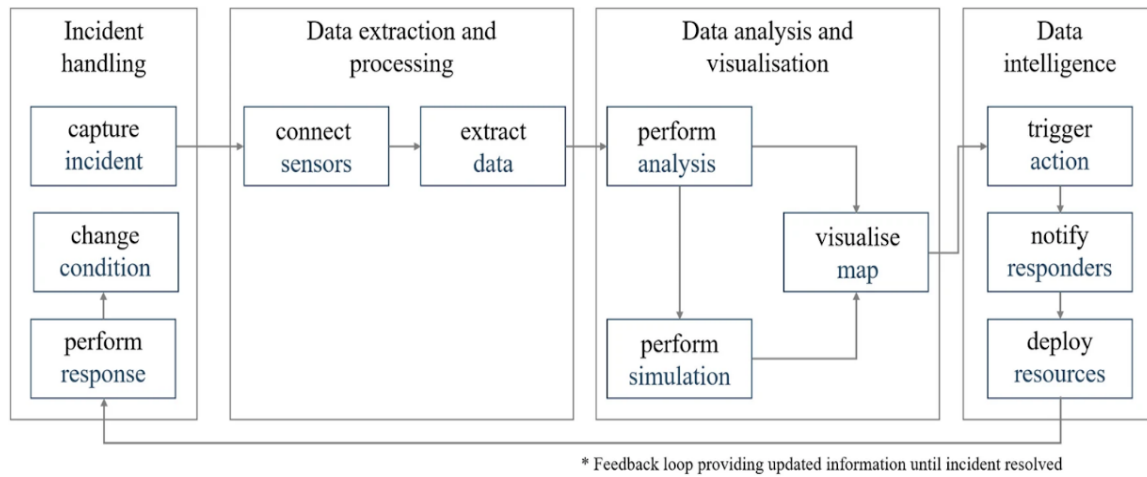 Incident
handling
capture
incident
change
condition
perform
response
Data extraction and
processing
connect
sensors
extract
data
Data analysis and
visualisation
perform
analysis
visualise
map
perform
simulation
Data
intelligence
trigger
action
notify
responders
deploy
resources
* Feedback loop providing updated information until incident resolved